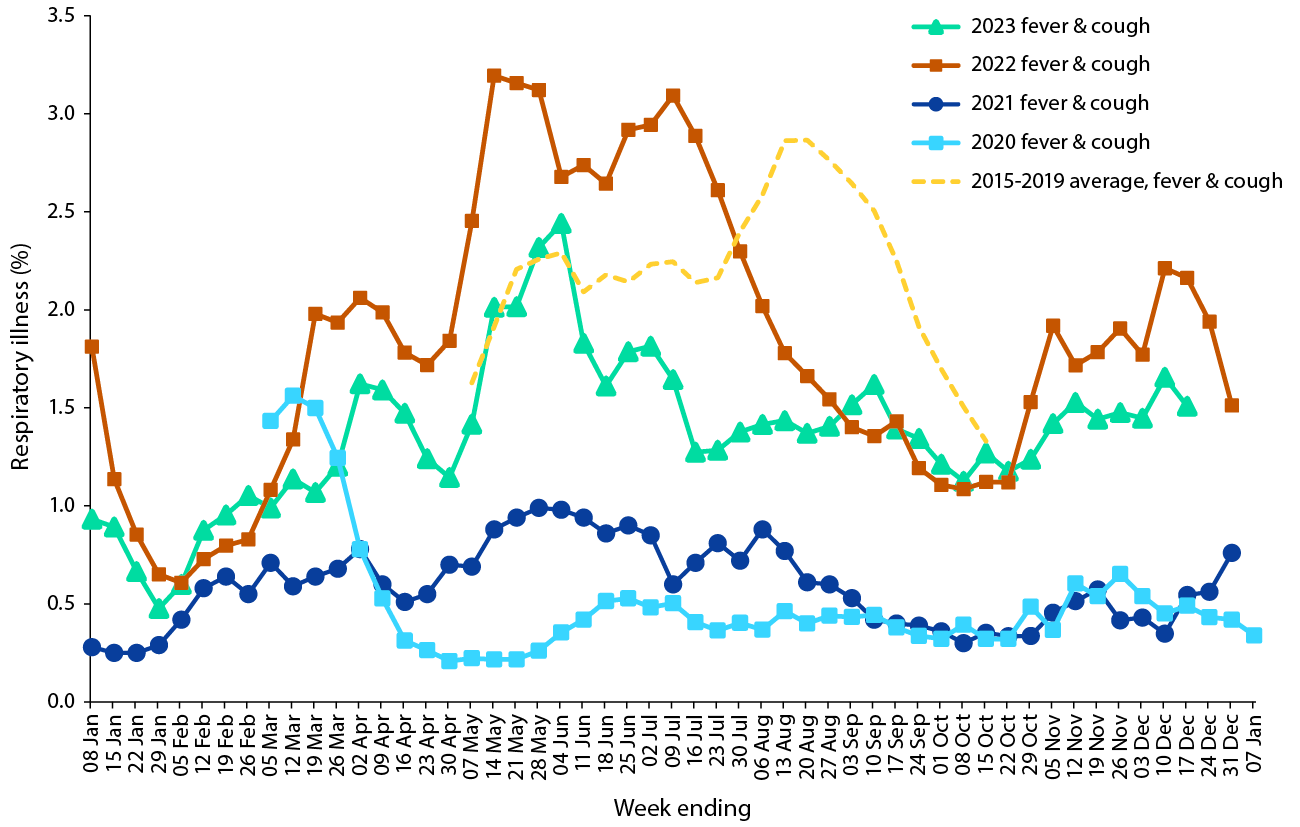 3.5
3.0
2.5
2.0
1.5
1.0
0.5
0.0
Respiratory illness (%)
2023 fever & cough
2022 fever & cough
2021 fever & cough
2020 fever & cough
2015-2019 average, fever & cough
08 Jan
15 Jan
22 Jan
29 Jan
05 Feb
12 Feb
19 Feb
26 Feb
05 Mar
12 Mar
19 Mar
26 Mar
02 Apr
09 Apr
16 Apr
23 Apr
30 Apr
07 May
14 May
21 May
28 May
04 Jun
11 Jun
18 Jun
25 Jun
02 Jul
09 Jul
16 Jul
23 Jul
30 Jul
06 Aug
13 Aug
20 Aug
27 Aug
03 Sep
10 Sep
17 Sep
24 Sep
01 Oct
08 Oct
15 Oct
22 Oct
29 Oct
05 Nov
12 Nov
19 Nov
26 Nov
03 Dec
10 Dec
17 Dec
24 Dec
31 Dec
07 Jan
Week ending